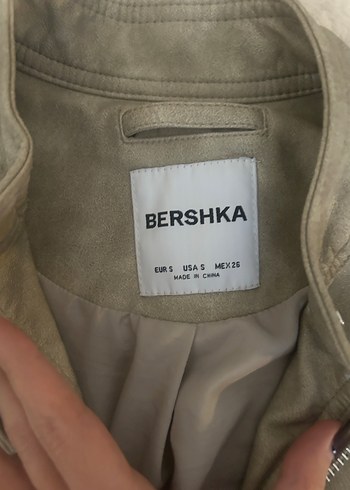 BERSHKA
EUR S USA S MEX 26
MADE IN CHINA